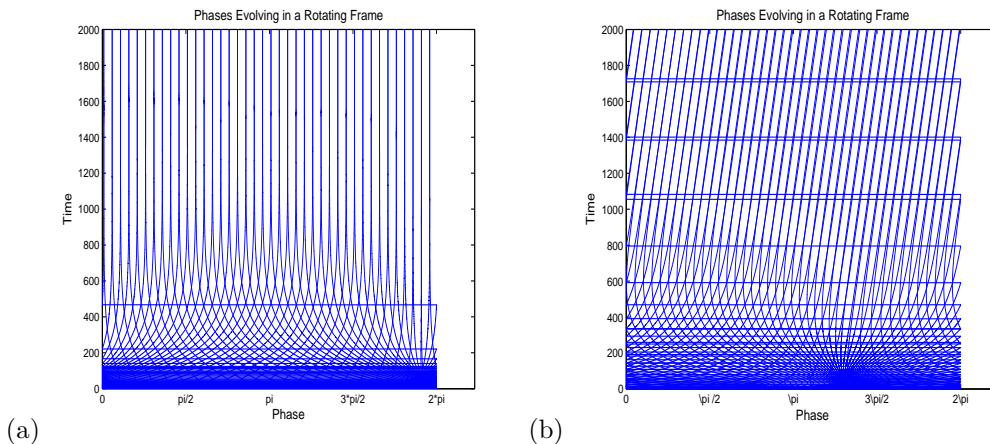 Phases Evolving in a Rotating Frame
2000
1800
1600
1400
1200
1000
800
600
400
200
0
Time
0 pi/2 pi 3*pi/2 2*pi
Phase
(a)
Phases Evolving in a Rotating Frame
2000
1800
1600
1400
1200
1000
800
600
400
200
0
Time
0 \pi /2 \pi 3\pi/2 2\pi
Phase
(b)